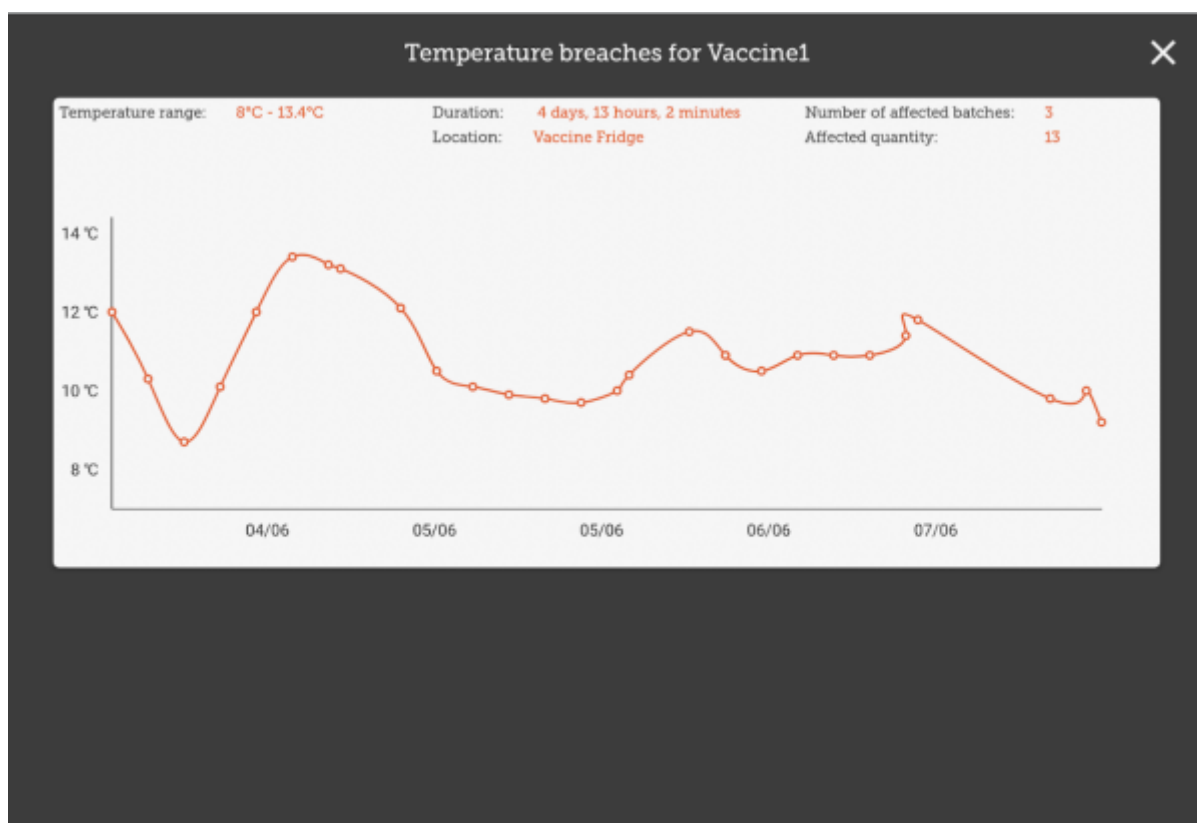 Temperature breaches for Vaccine1
Temperature range: 8°C - 13.4°C Duration: 4 days, 13 hours, 2 minutes Number of affected batches: 3
Location: Vaccine Fridge Affected quantity: 13
14 °C
12 °C
10 °C
8 °C
04/06 05/06 05/06 06/06 07/06